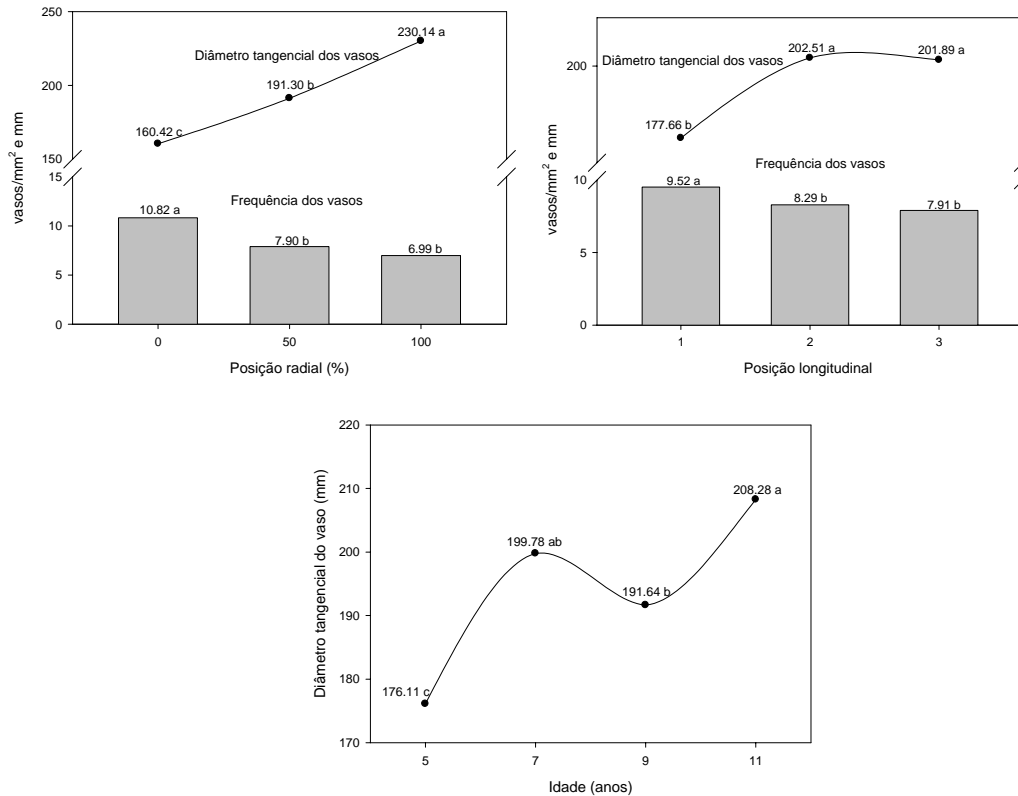 250
200
150
15
10
5
0
vasos/mm² e mm
Diâmetro tangencial dos vasos
160.42 c
191.30 b
230.14 a
Frequência dos vasos
10.82 a
7.90 b
6.99 b
0
50
100
Posição radial (%)
200
10
5
0
Diâmetro tangencial dos vasos
177.66 b
202.51 a
201.89 a
Frequência dos vasos
9.52 a
8.29 b
7.91 b
1
2
3
Posição longitudinal
220
210
200
190
180
170
Diâmetro tangencial do vaso (mm)
176.11 c
199.78 ab
191.64 b
208.28 a
5
7
9
11
Idade (anos)